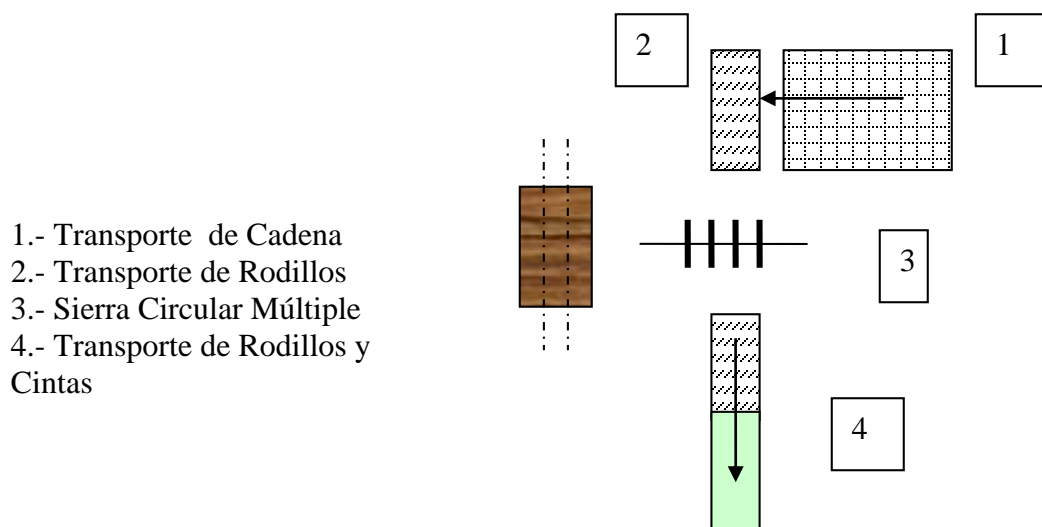 2
1
1.- Transporte de Cadena
2.- Transporte de Rodillos
3.- Sierra Circular Múltiple
4.- Transporte de Rodillos y
Cintas
3
4